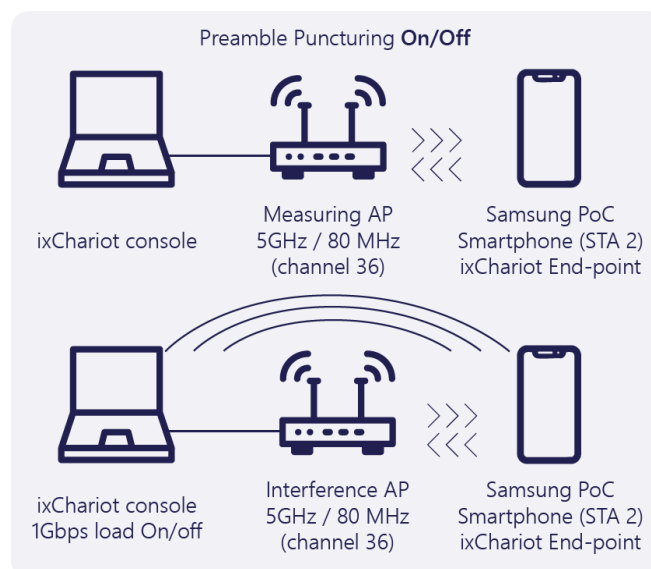 Preamble Puncturing On/Off
ixChariot console
Measuring AP
5GHz / 80 MHz
(channel 36)
Samsung PoC
Smartphone (STA 2)
ixChariot End-point
ixChariot console
1Gbps load On/off
Interference AP
5GHz / 80 MHz
(channel 36)
Samsung PoC
Smartphone (STA 2)
ixChariot End-point